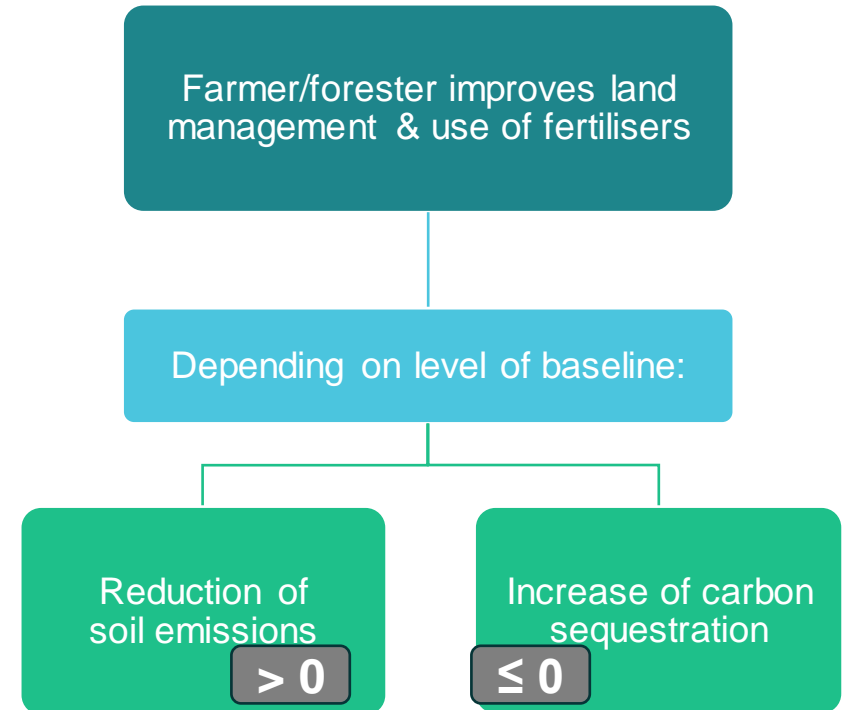 Farmer/forester improves land
management & use of fertilisers
Depending on level of baseline:
Reduction of
soil emissions
> 0
Increase of carbon
sequestration
≤ 0